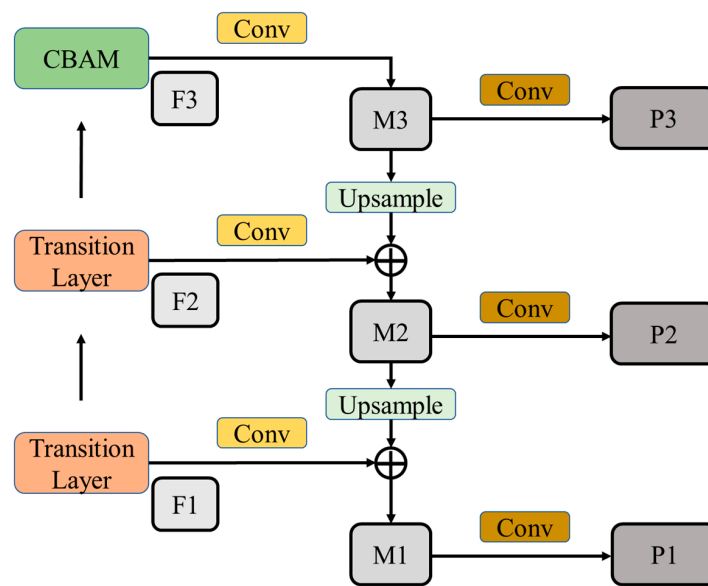 Conv
CBAM
F3
Conv
M3
P3
Upsample
Conv
Transition
Layer
F2
Conv
M2
P2
Upsample
Conv
Transition
Layer
F1
Conv
M1
P1